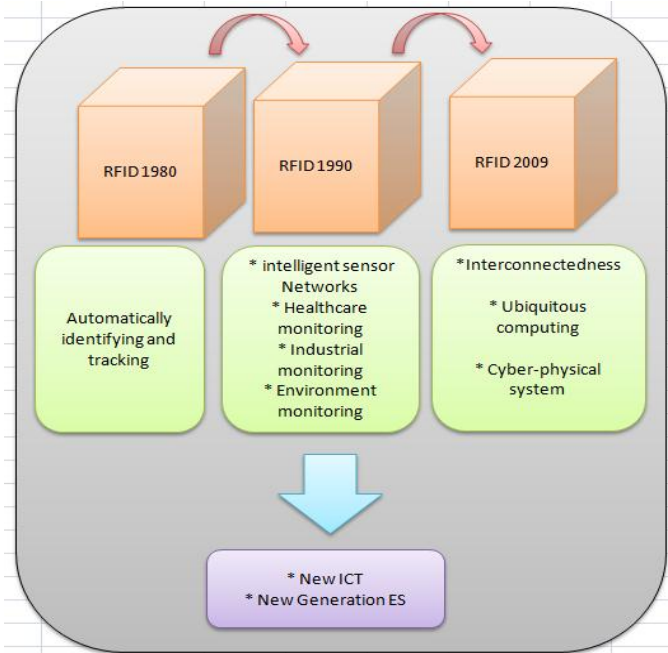 RFID 1980
RFID 1990
RFID 2009
Automatically
identifying and
tracking
* intelligent sensor
Networks
* Healthcare
monitoring
* Industrial
monitoring
* Environment
monitoring
*Interconnectedness
* Ubiquitous
computing
* Cyber-physical
system
* New ICT
* New Generation ES